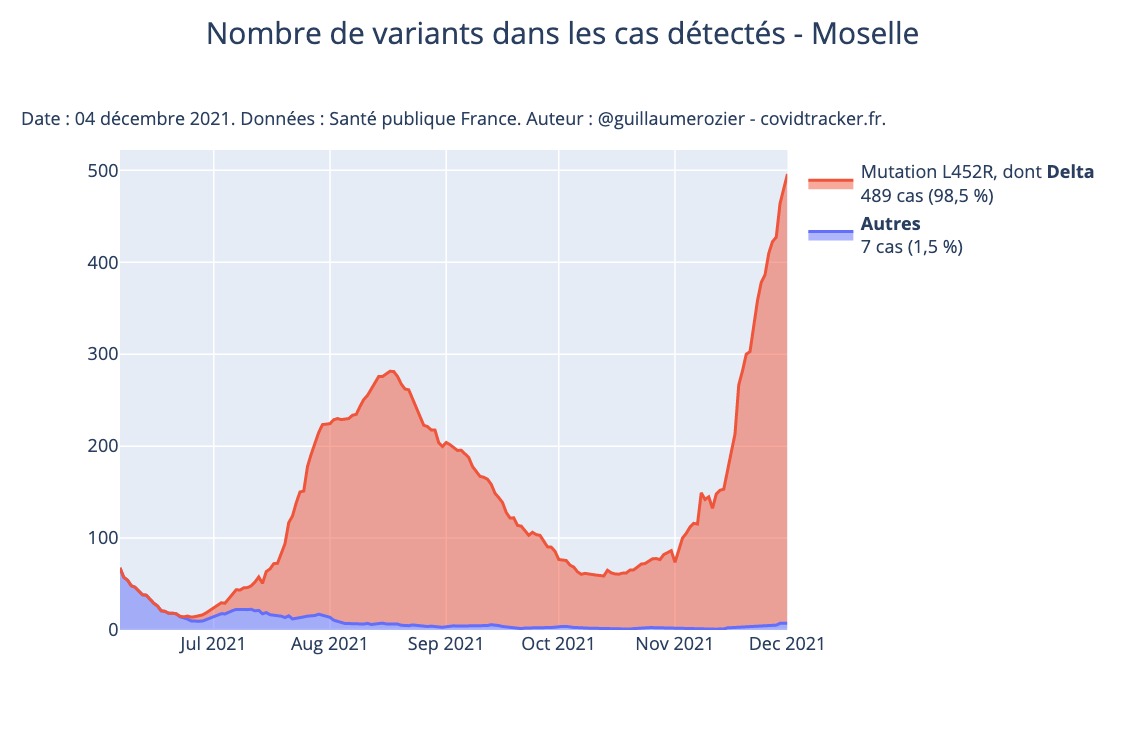 Nombre de variants dans les cas détectés - Moselle
Date : 04 décembre 2021. Données : Santé publique France. Auteur : @guillaumerozier - covidtracker.fr.
Mutation L452R, dont Delta
489 cas (98,5 %)
Autres
7 cas (1,5 %)
500
400
300
200
100
0
Jul 2021
Aug 2021
Sep 2021
Oct 2021
Nov 2021
Dec 2021